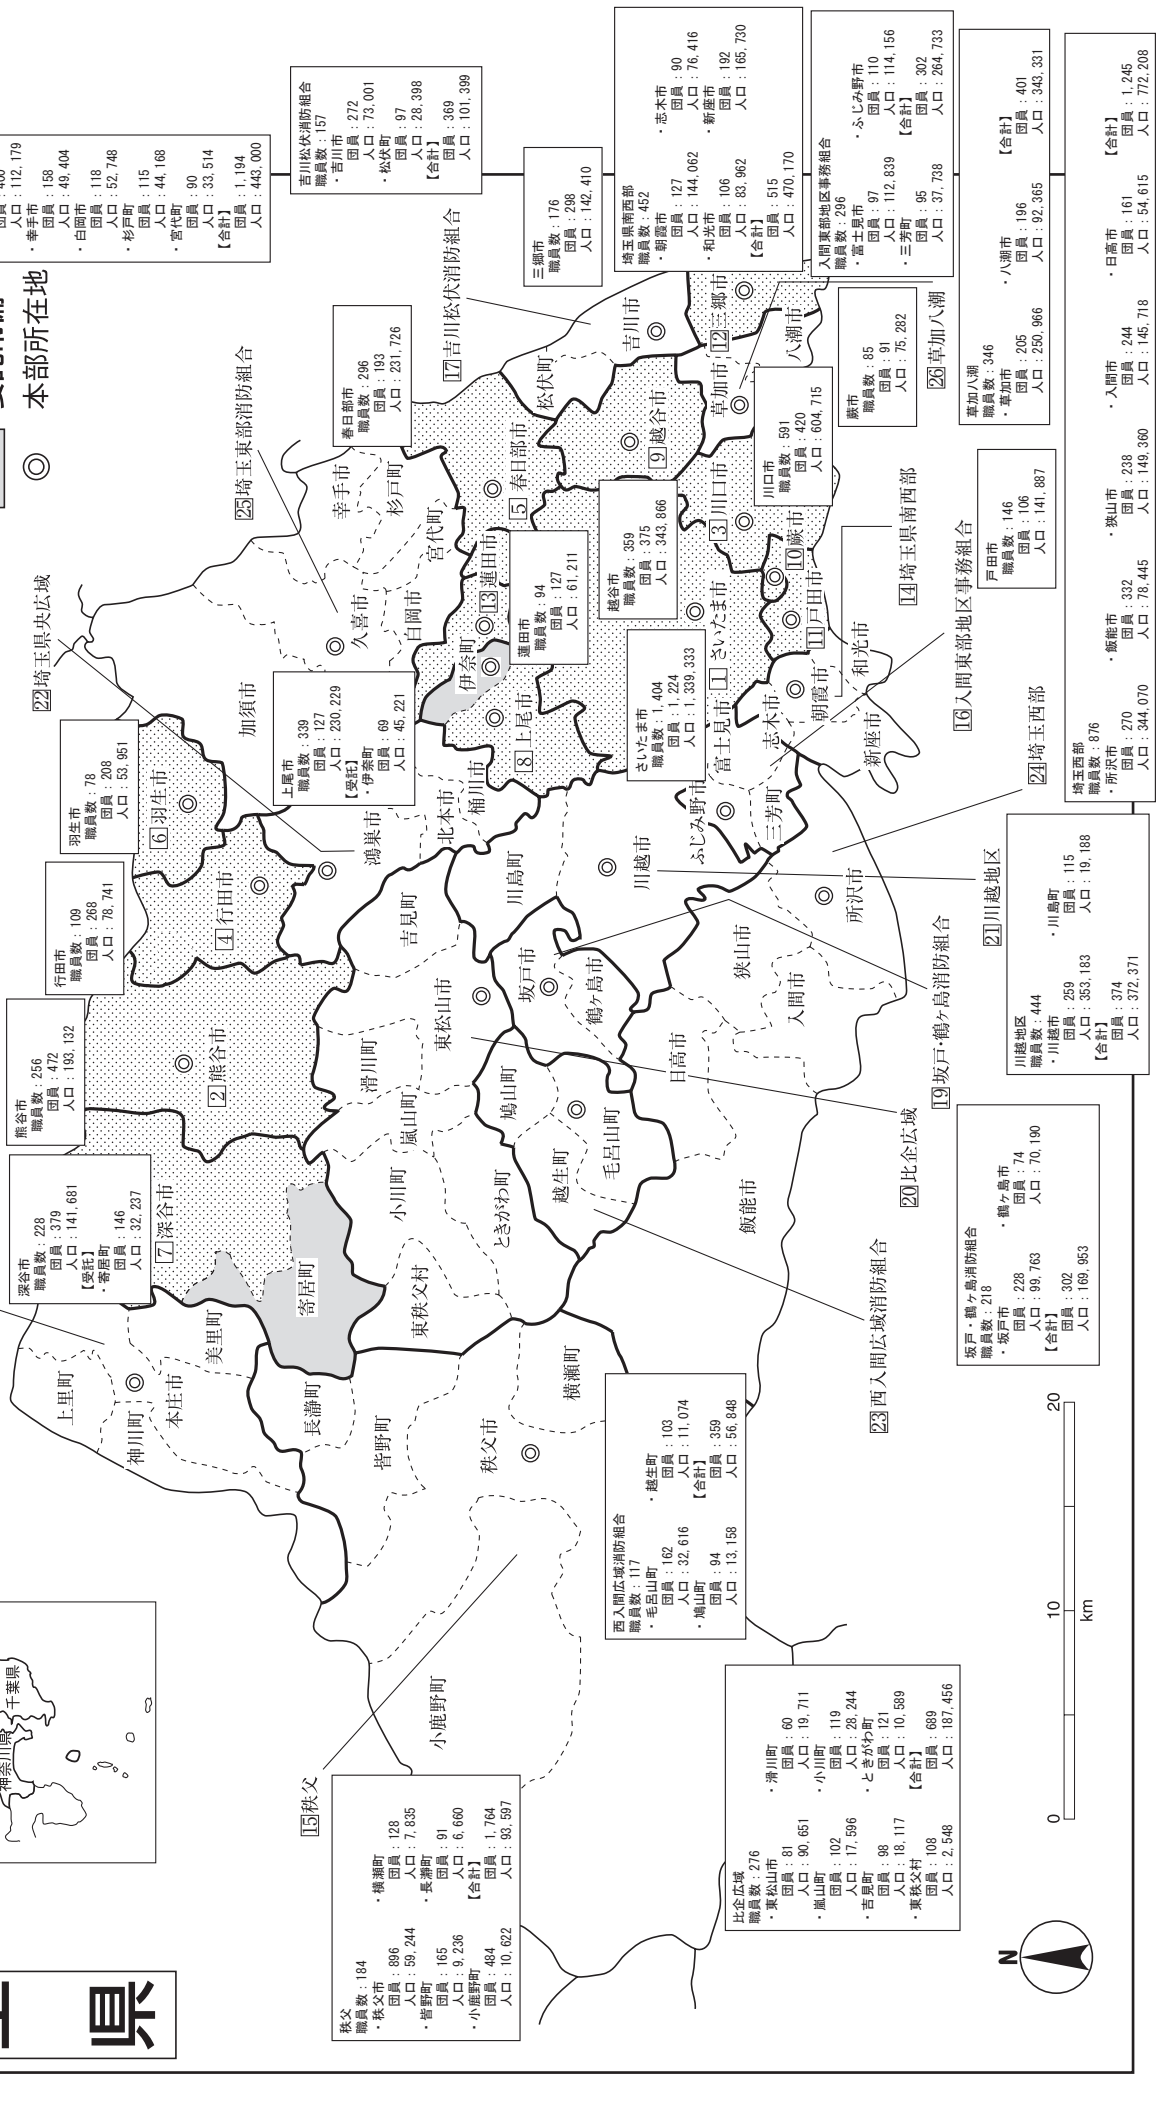 県
神奈川県
千葉県
本部所在地
15 秩父
22 埼玉県央広域
25 埼玉東部消防組合
17 吉川松伏消防組合
26 草加八潮
14 埼玉県南西部
16 入間東部地区事務組合
24 埼玉西部
21 川越地区
19 坂戸・鶴ヶ島消防組合
20 比企広域
23 西入間広域消防組合
上里町
神川町
本庄市
美里町
長瀞町
皆野町
秩父市
横瀬町
小鹿野町
寄居町
7 深谷市
2 熊谷市
4 行田市
6 羽生市
加須市
久喜市
幸手市
杉戸町
宮代町
白岡市
鴻巣市
北本市
桶川市
伊奈町
8 上尾市
13 蓮田市
5 春日部市
松伏町
吉川市
9 越谷市
12 三郷市
草加市
八潮市
3 川口市
10 蕨市
11 戸田市
1 さいたま市
富士見市
志木市
朝霞市
和光市
新座市
ふじみ野市
三芳町
川越市
川島町
吉見町
東松山市
滑川町
嵐山町
小川町
ときがわ町
東秩父村
鳩山町
越生町
毛呂山町
坂戸市
鶴ヶ島市
日高市
飯能市
狭山市
入間市
所沢市
深谷市
職員数：228
団員：379
人口：141,681
【受託】
・寄居町
団員：146
人口：32,237
熊谷市
職員数：256
団員：472
人口：193,132
行田市
職員数：109
団員：268
人口：78,741
羽生市
職員数：78
団員：208
人口：53,951
上尾市
職員数：339
団員：127
人口：230,229
【受託】
・伊奈町
団員：69
人口：45,221
人口：112,179
・幸手市
団員：158
人口：49,404
・白岡市
団員：118
人口：52,748
・杉戸町
団員：115
人口：44,168
・宮代町
団員：90
人口：33,514
【合計】
団員：1,194
人口：443,000
春日部市
職員数：296
団員：193
人口：231,726
吉川松伏消防組合
職員数：157
・吉川市
団員：272
人口：73,001
・松伏町
団員：97
人口：28,398
【合計】
団員：369
人口：101,399
三郷市
職員数：176
団員：298
人口：142,410
埼玉県南西部
職員数：452
・朝霞市
団員：127
人口：144,062
・和光市
団員：106
人口：83,962
・志木市
団員：90
人口：76,416
・新座市
団員：192
人口：165,730
【合計】
団員：515
人口：470,170
入間東部地区事務組合
職員数：296
・富士見市
団員：97
人口：112,839
・三芳町
団員：95
人口：37,738
・ふじみ野市
団員：110
人口：114,156
【合計】
団員：302
人口：264,733
草加八潮
職員数：346
・草加市
団員：205
人口：250,966
・八潮市
団員：196
人口：92,365
【合計】
団員：401
人口：343,331
蕨市
職員数：85
団員：91
人口：75,282
川口市
職員数：591
団員：420
人口：604,715
戸田市
職員数：146
団員：106
人口：141,887
越谷市
職員数：359
団員：375
人口：343,866
蓮田市
職員数：94
団員：127
人口：61,211
さいたま市
職員数：1,404
団員：1,224
人口：1,339,333
埼玉西部
職員数：876
・所沢市
団員：270
人口：344,070
・飯能市
団員：332
人口：78,445
・狭山市
団員：238
人口：149,360
・入間市
団員：244
人口：145,718
・日高市
団員：161
人口：54,615
【合計】
団員：1,245
人口：772,208
川越地区
職員数：444
・川越市
団員：259
人口：353,183
・川島町
団員：115
人口：19,188
【合計】
団員：374
人口：372,371
坂戸・鶴ヶ島消防組合
職員数：218
・坂戸市
団員：228
人口：99,763
・鶴ヶ島市
団員：74
人口：70,190
【合計】
団員：302
人口：169,953
西入間広域消防組合
職員数：117
・毛呂山町
団員：162
人口：32,616
・鳩山町
団員：94
人口：13,158
・越生町
団員：103
人口：11,074
【合計】
団員：359
人口：56,848
比企広域
職員数：276
・東松山市
団員：81
人口：90,651
・嵐山町
団員：102
人口：17,596
・吉見町
団員：98
人口：18,117
・東秩父村
団員：108
人口：2,548
・滑川町
団員：60
人口：19,711
・小川町
団員：119
人口：28,244
・ときがわ町
団員：121
人口：10,589
【合計】
団員：689
人口：187,456
秩父
職員数：184
・秩父市
団員：896
人口：59,244
・皆野町
団員：165
人口：9,236
・小鹿野町
団員：484
人口：10,622
・横瀬町
団員：128
人口：7,835
・長瀞町
団員：91
人口：6,660
【合計】
団員：1,764
人口：93,597
N
0 10 20
km